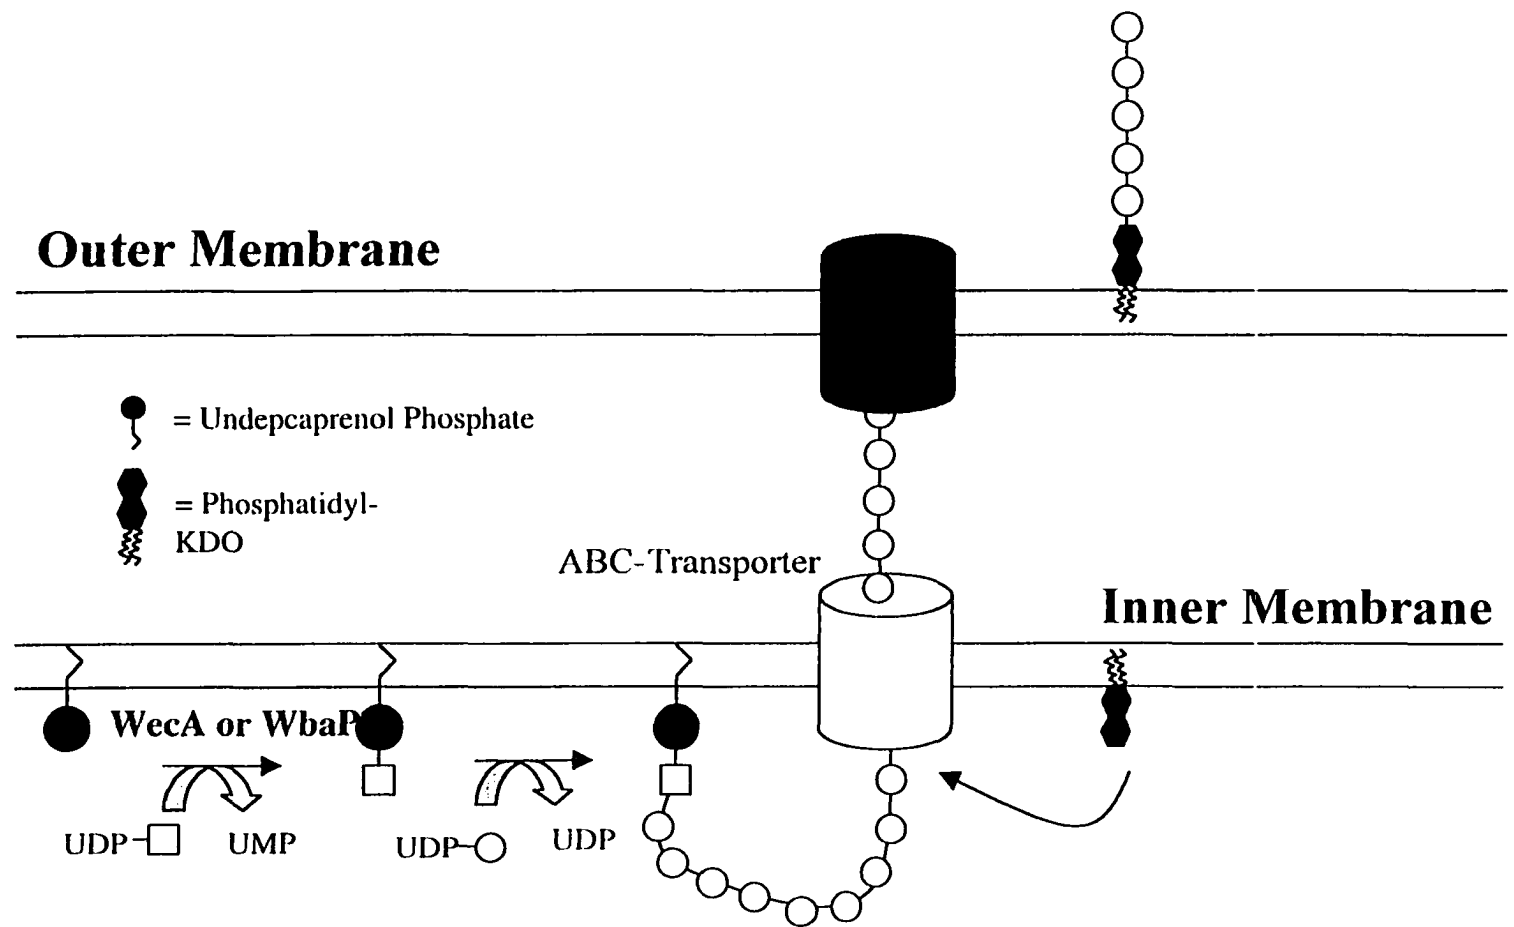 Outer Membrane
= Undepcaprenol Phosphate
= Phosphatidyl-
KDO
ABC-Transporter
Inner Membrane
WecA or WbaP
UDP
UMP
UDP
UDP